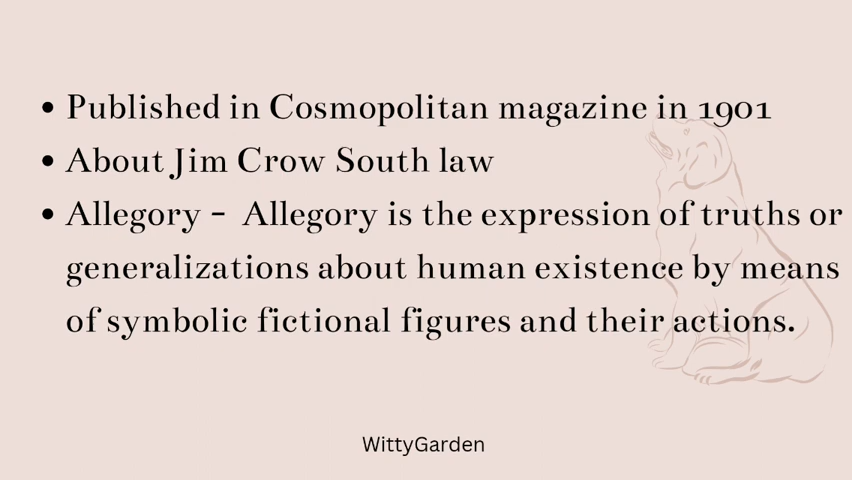 • Published in Cosmopolitan magazine in 1901
• About Jim Crow South law
• Allegory - Allegory is the expression of truths or
generalizations about human existence by means
of symbolic fictional figures and their actions.
WittyGarden